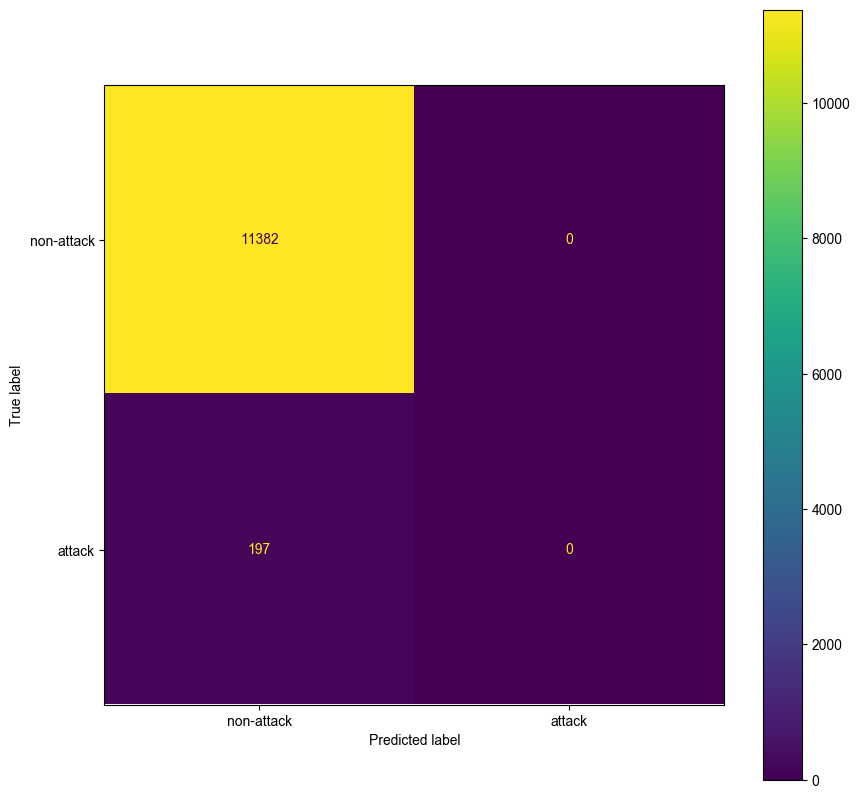 non-attack
attack
True label
11382
0
197
0
non-attack
attack
Predicted label
10000
8000
6000
4000
2000
0